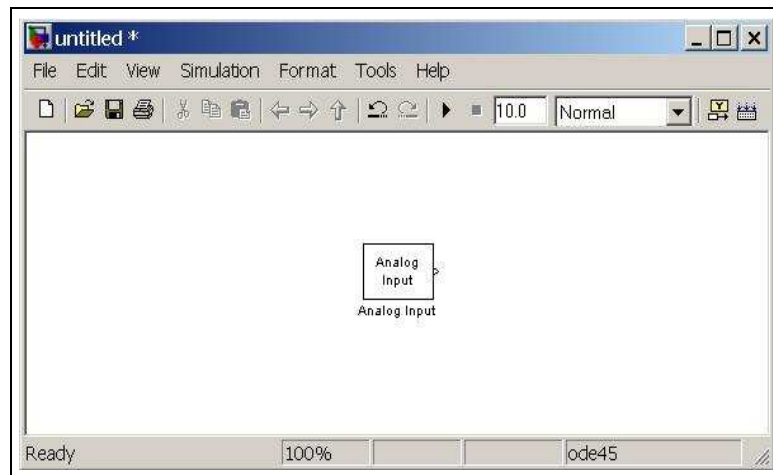 untitled *
File Edit View Simulation Format Tools Help
10.0 Normal
Analog
Input
Analog Input
Ready 100% ode45